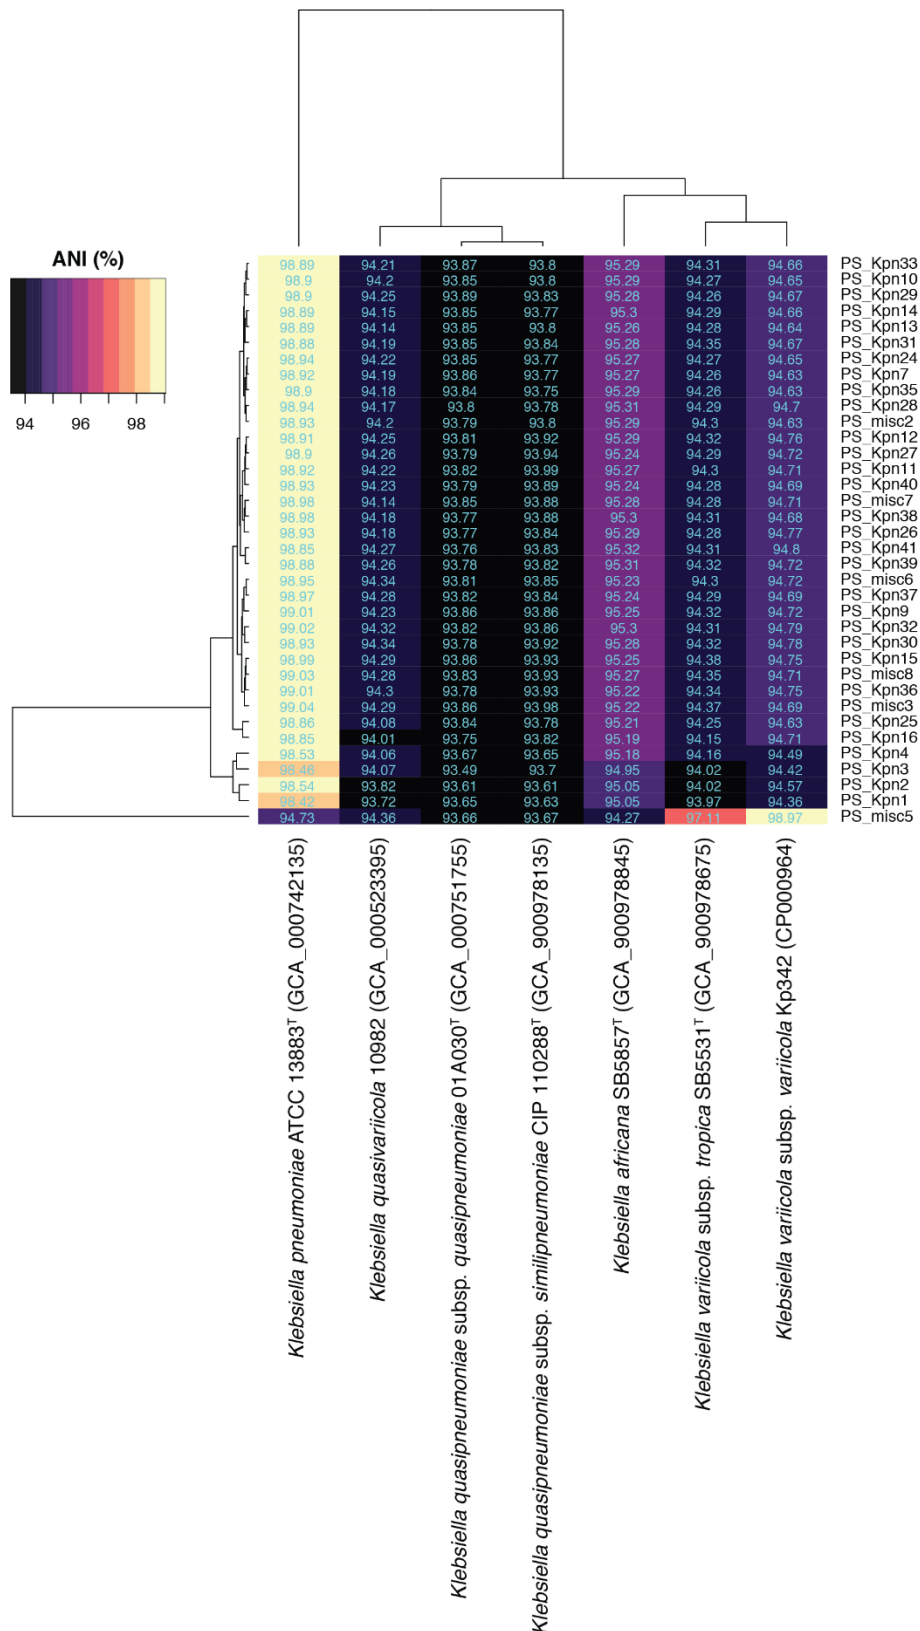 ANI (%)
94 96 98
98.89 94.21 93.87 93.8 95.29 94.31 94.66 PS_Kpn33
98.9 94.2 93.85 93.8 95.29 94.27 94.65 PS_Kpn10
98.9 94.25 93.89 93.83 95.28 94.26 94.67 PS_Kpn29
98.89 94.15 93.85 93.77 95.3 94.29 94.66 PS_Kpn14
98.89 94.14 93.85 93.8 95.26 94.28 94.64 PS_Kpn13
98.88 94.19 93.85 93.84 95.28 94.35 94.67 PS_Kpn31
98.94 94.22 93.85 93.77 95.27 94.27 94.65 PS_Kpn24
98.92 94.19 93.86 93.77 95.27 94.26 94.63 PS_Kpn7
98.9 94.18 93.84 93.75 95.29 94.26 94.63 PS_Kpn35
98.94 94.17 93.8 93.78 95.31 94.29 94.7 PS_Kpn28
98.93 94.2 93.79 93.8 95.29 94.3 94.63 PS_misc2
98.91 94.25 93.81 93.92 95.29 94.32 94.76 PS_Kpn12
98.9 94.26 93.79 93.94 95.24 94.29 94.72 PS_Kpn27
98.92 94.22 93.82 93.99 95.27 94.3 94.71 PS_Kpn11
98.93 94.23 93.79 93.89 95.24 94.28 94.69 PS_Kpn40
98.98 94.14 93.85 93.88 95.28 94.28 94.71 PS_misc7
98.98 94.18 93.77 93.88 95.3 94.31 94.68 PS_Kpn38
98.93 94.18 93.77 93.84 95.29 94.28 94.77 PS_Kpn26
98.85 94.27 93.76 93.83 95.32 94.31 94.8 PS_Kpn41
98.88 94.26 93.78 93.82 95.31 94.32 94.72 PS_Kpn39
98.95 94.34 93.81 93.85 95.23 94.3 94.72 PS_misc6
98.97 94.28 93.82 93.84 95.24 94.29 94.69 PS_Kpn37
99.01 94.23 93.86 93.86 95.25 94.32 94.72 PS_Kpn9
99.02 94.32 93.82 93.86 95.3 94.31 94.79 PS_Kpn32
98.93 94.34 93.78 93.92 95.28 94.32 94.78 PS_Kpn30
98.99 94.29 93.86 93.93 95.25 94.38 94.75 PS_Kpn15
99.03 94.28 93.83 93.93 95.27 94.35 94.71 PS_misc8
99.01 94.3 93.78 93.93 95.22 94.34 94.75 PS_Kpn36
99.04 94.29 93.86 93.98 95.22 94.37 94.69 PS_misc3
98.86 94.08 93.84 93.78 95.21 94.25 94.63 PS_Kpn25
98.85 94.01 93.75 93.82 95.19 94.15 94.71 PS_Kpn16
98.53 94.06 93.67 93.65 95.18 94.16 94.49 PS_Kpn4
98.46 94.07 93.49 93.7 94.95 94.02 94.42 PS_Kpn3
98.54 93.82 93.61 93.61 95.05 94.02 94.57 PS_Kpn2
98.42 93.72 93.65 93.63 95.05 93.97 94.36 PS_Kpn1
94.73 94.36 93.66 93.67 94.27 97.11 98.97 PS_misc5
Klebsiella pneumoniae ATCC 13883ᵀ (GCA_000742135)
Klebsiella quasivariicola 10982 (GCA_000523395)
Klebsiella quasipneumoniae subsp. quasipneumoniae 01A030ᵀ (GCA_000751755)
Klebsiella quasipneumoniae subsp. similipneumoniae CIP 110288ᵀ (GCA_900978135)
Klebsiella africana SB5857ᵀ (GCA_900978845)
Klebsiella variicola subsp. tropica SB5531ᵀ (GCA_900978675)
Klebsiella variicola subsp. variicola Kp342 (CP000964)